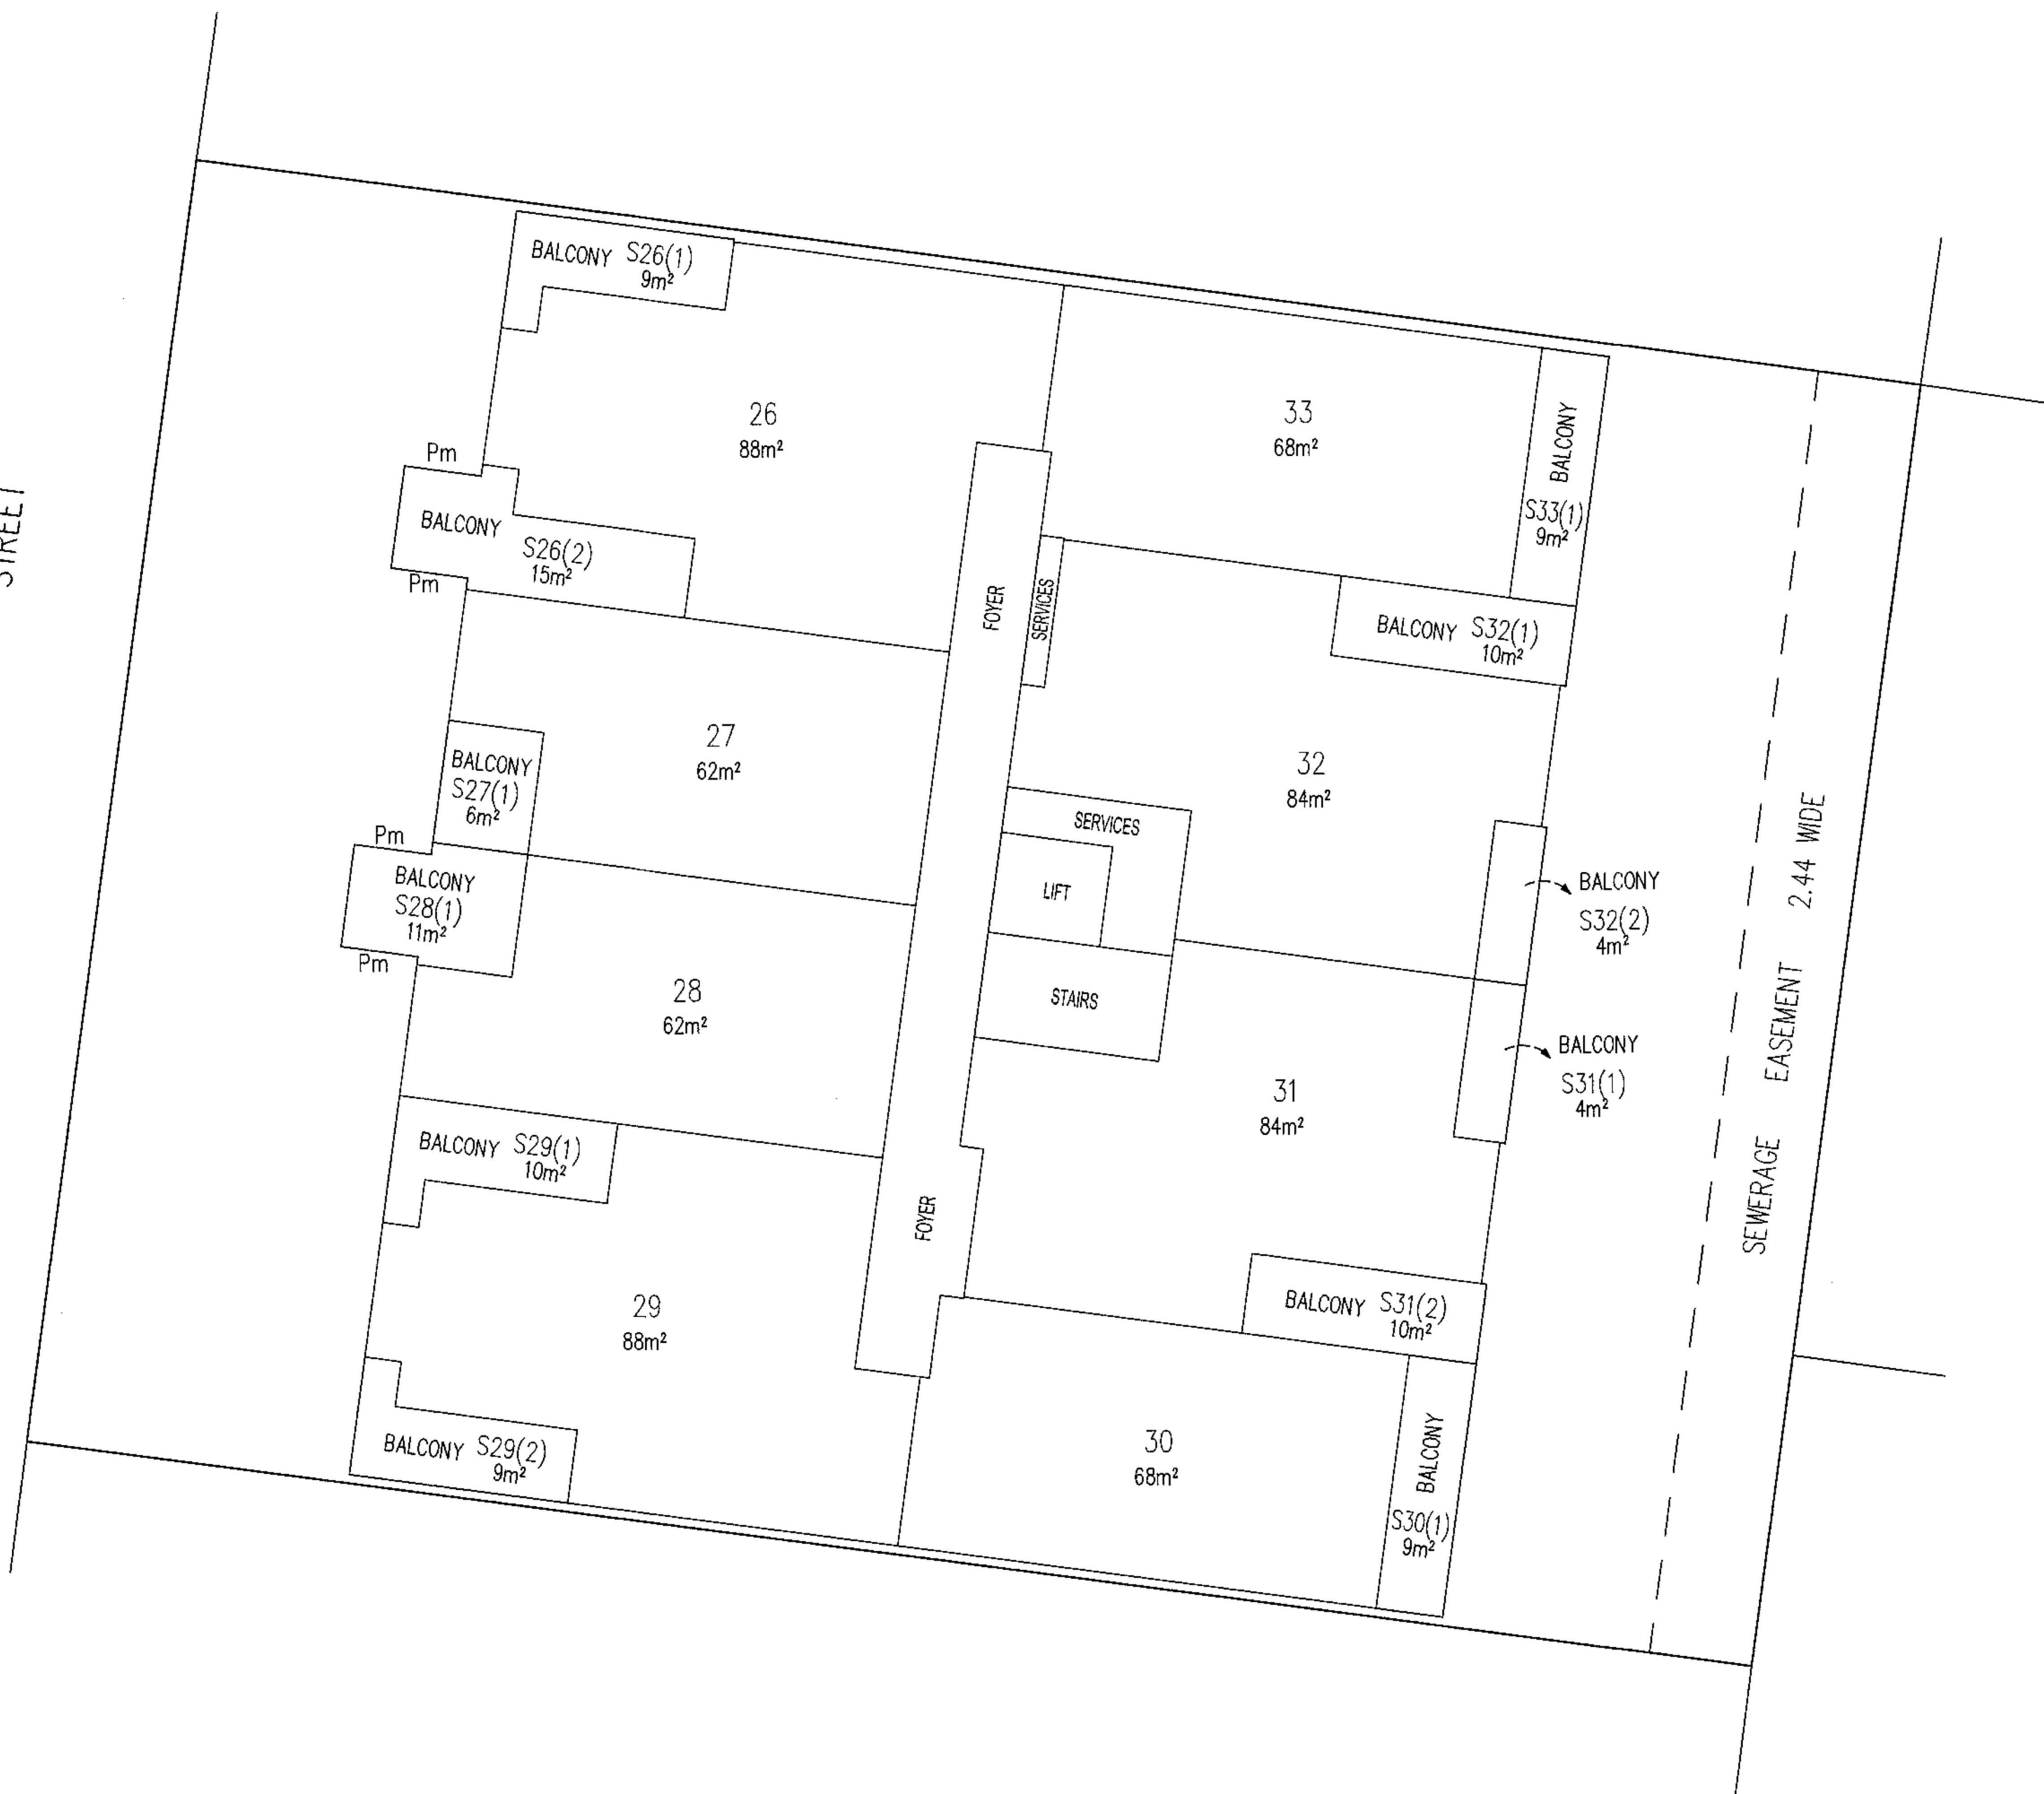 BALCONY S26(1)
9m²
26
88m²
33
68m²
BALCONY
S33(1)
9m²
Pm
BALCONY
S26(2)
15m²
Pm
STREET
FOYER
SERVICES
BALCONY S32(1)
10m²
27
62m²
BALCONY
S27(1)
6m²
32
84m²
SERVICES
LIFT
STAIRS
Pm
BALCONY
S28(1)
11m²
Pm
BALCONY
S32(2)
4m²
28
62m²
BALCONY
S31(1)
4m²
31
84m²
SEWERAGE EASEMENT 2.44 WIDE
BALCONY S29(1)
10m²
FOYER
29
88m²
BALCONY S31(2)
10m²
BALCONY S29(2)
9m²
30
68m²
BALCONY
S30(1)
9m²